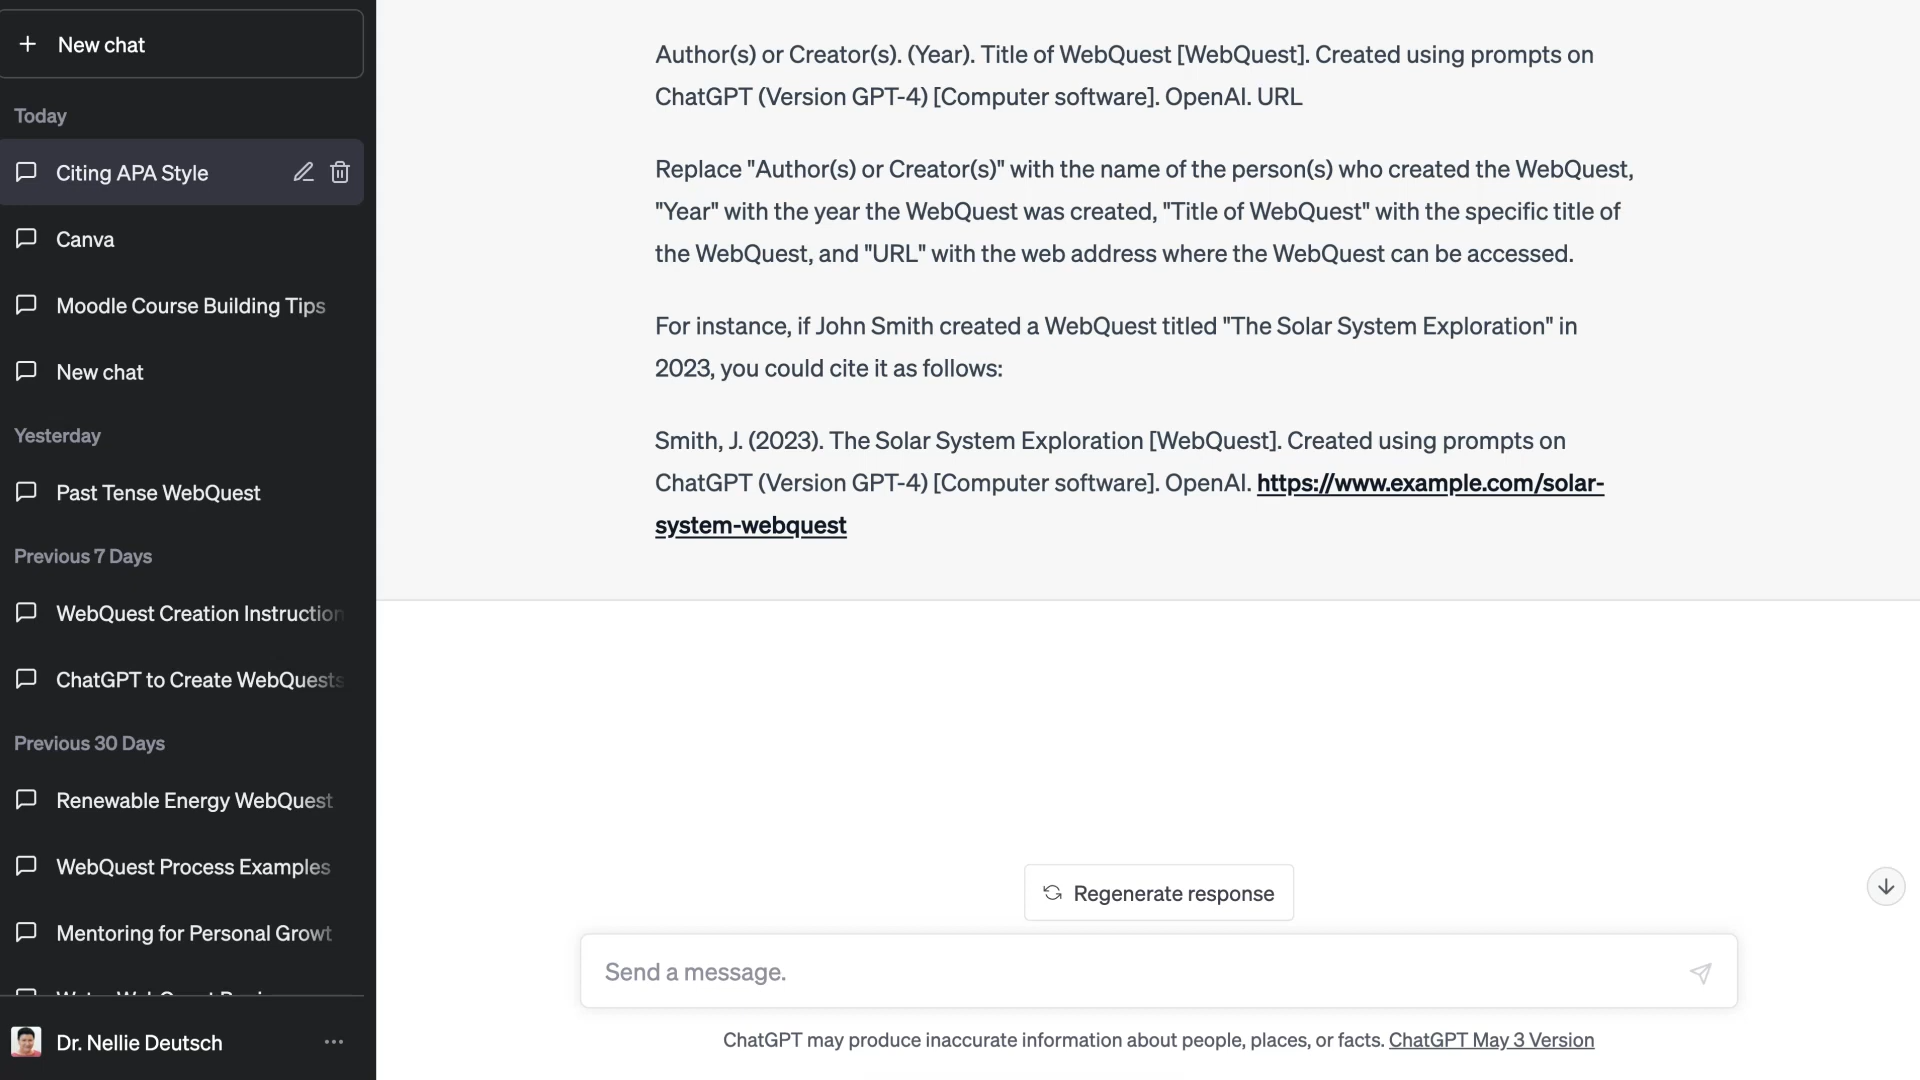 New chat
Today
Citing APA Style
Canva
Moodle Course Building Tips
New chat
Yesterday
Past Tense WebQuest
Previous 7 Days
WebQuest Creation Instruction
ChatGPT to Create WebQuests
Previous 30 Days
Renewable Energy WebQuest
WebQuest Process Examples
Mentoring for Personal Growt
Dr. Nellie Deutsch
Author(s) or Creator(s). (Year). Title of WebQuest [WebQuest]. Created using prompts on
ChatGPT (Version GPT-4) [Computer software]. OpenAI. URL
Replace "Author(s) or Creator(s)" with the name of the person(s) who created the WebQuest,
"Year" with the year the WebQuest was created, "Title of WebQuest" with the specific title of
the WebQuest, and "URL" with the web address where the WebQuest can be accessed.
For instance, if John Smith created a WebQuest titled "The Solar System Exploration" in
2023, you could cite it as follows:
Smith, J. (2023). The Solar System Exploration [WebQuest]. Created using prompts on
ChatGPT (Version GPT-4) [Computer software]. OpenAI. https://www.example.com/solar-
system-webquest
Regenerate response
Send a message.
ChatGPT may produce inaccurate information about people, places, or facts. ChatGPT May 3 Version